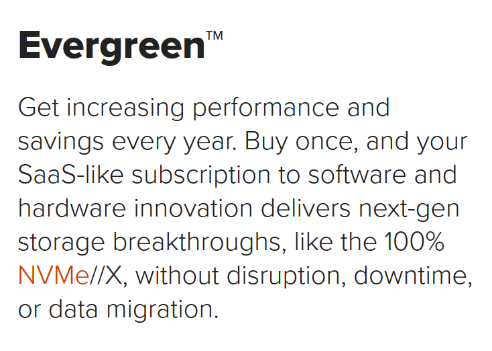 Evergreen™
Get increasing performance and
savings every year. Buy once, and your
SaaS-like subscription to software and
hardware innovation delivers next-gen
storage breakthroughs, like the 100%
NVMe//X, without disruption, downtime,
or data migration.